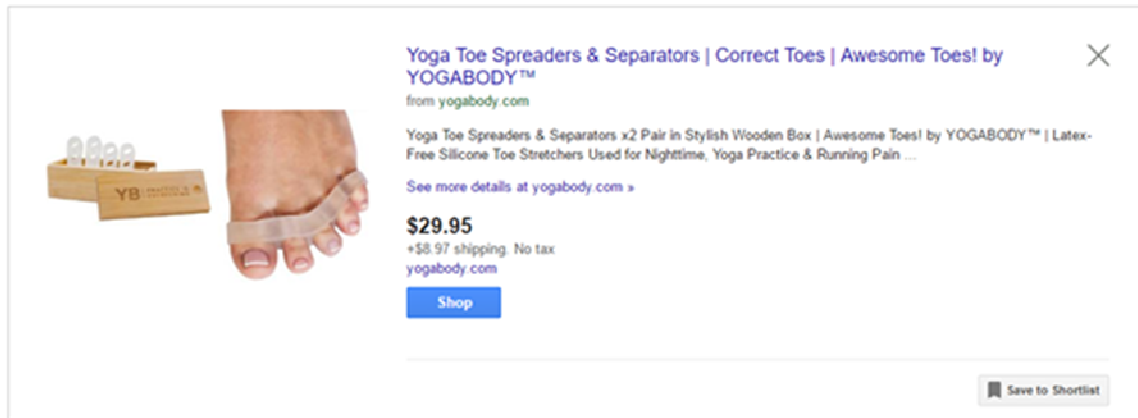 Yoga Toe Spreaders & Separators | Correct Toes | Awesome Toes! by
YOGABODY™
from yogabody.com
Yoga Toe Spreaders & Separators x2 Pair in Stylish Wooden Box | Awesome Toes! by YOGABODY™ | Latex-
Free Silicone Toe Stretchers Used for Nighttime, Yoga Practice & Running Pain ...
See more details at yogabody.com »
YB
$29.95
+$8.97 shipping. No tax
yogabody.com
Shop
Save to Shortlist